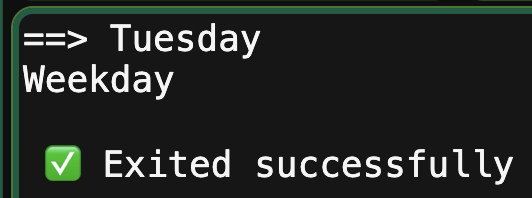 ==> Tuesday
Weekday
✅ Exited successfully